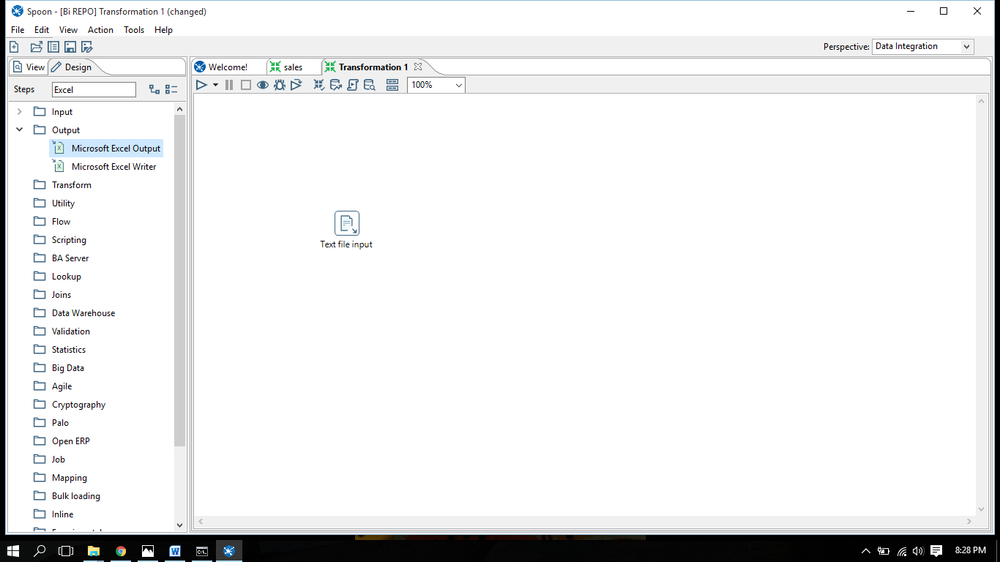 Spoon - [Bi REPO] Transformation 1 (changed)
File Edit View Action Tools Help
Perspective: Data Integration
View Design
Welcome! sales Transformation 1
Steps Excel
100%
Input
Output
Microsoft Excel Output
Microsoft Excel Writer
Transform
Utility
Flow
Scripting
BA Server
Lookup
Joins
Data Warehouse
Validation
Statistics
Big Data
Agile
Cryptography
Palo
Open ERP
Job
Mapping
Bulk loading
Inline
Text file input
8:28 PM